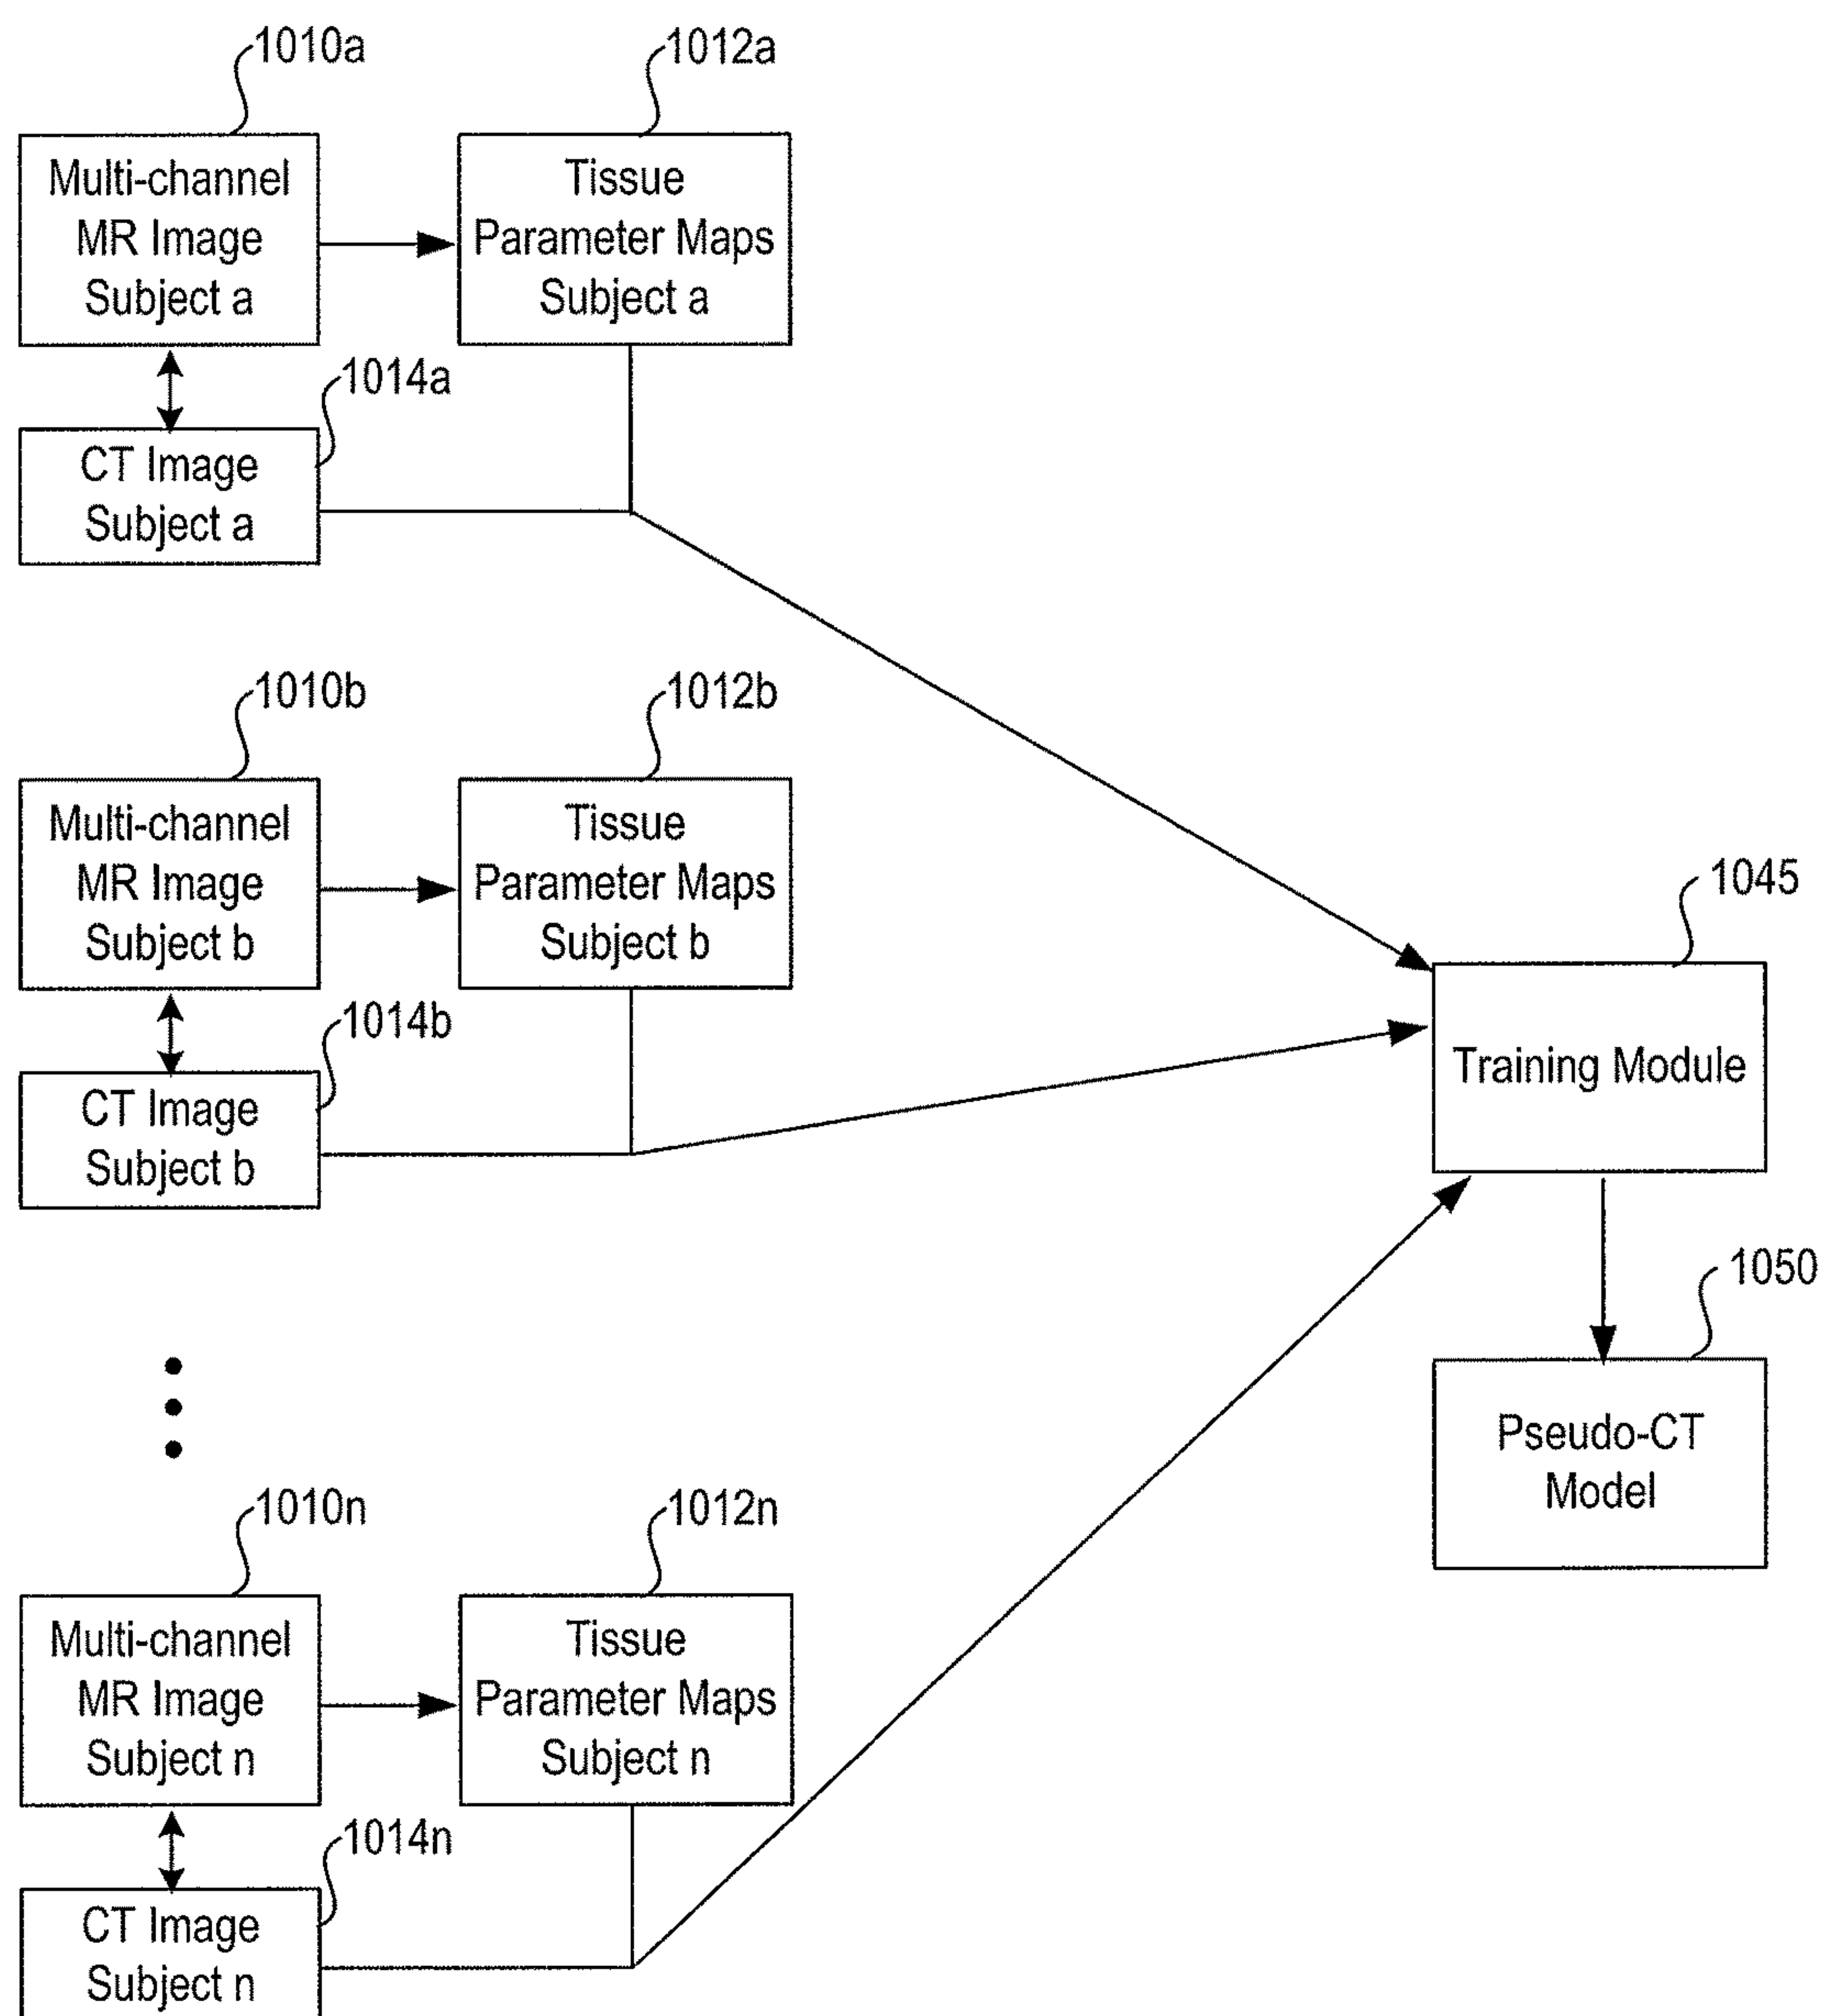 1010a
1012a
Multi-channel
MR Image
Subject a
Tissue
Parameter Maps
Subject a
1014a
CT Image
Subject a
1010b
1012b
Multi-channel
MR Image
Subject b
Tissue
Parameter Maps
Subject b
1014b
CT Image
Subject b
1045
Training Module
1050
Pseudo-CT
Model
1010n
1012n
Multi-channel
MR Image
Subject n
Tissue
Parameter Maps
Subject n
1014n
CT Image
Subject n